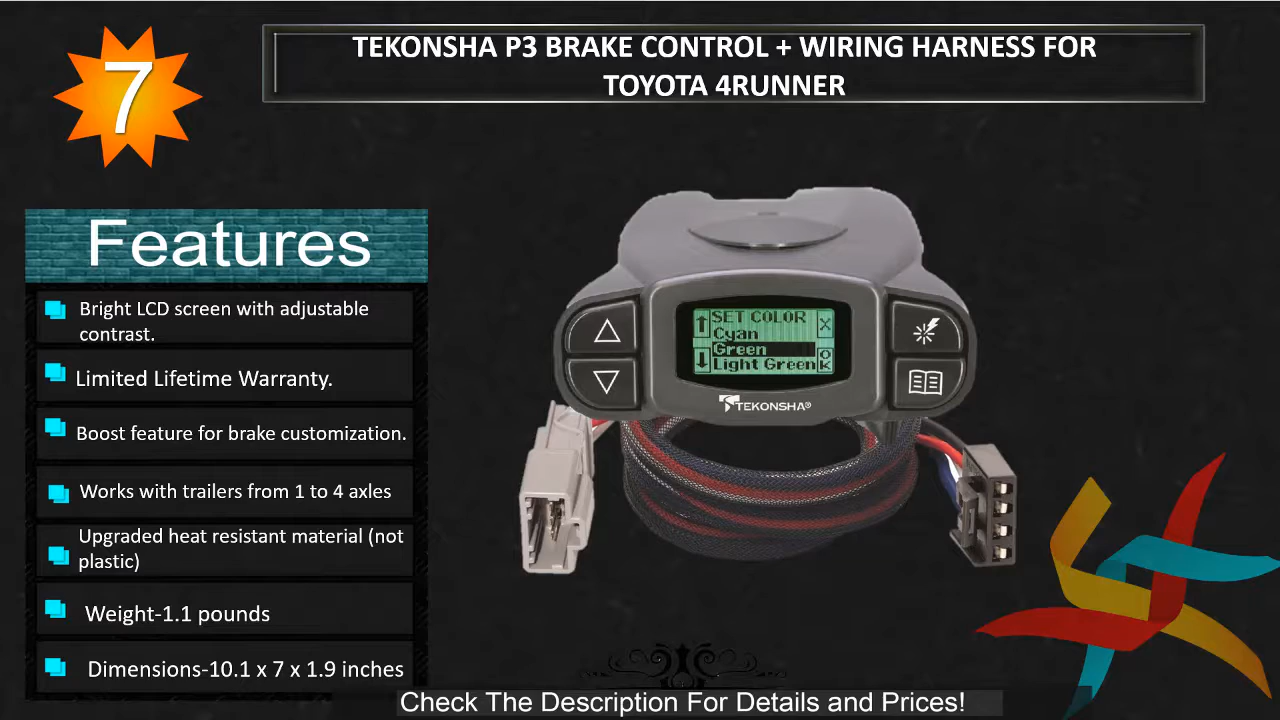 7
TEKONSHA P3 BRAKE CONTROL + WIRING HARNESS FOR
TOYOTA 4RUNNER
Features
Bright LCD screen with adjustable
contrast.
Limited Lifetime Warranty.
Boost feature for brake customization.
Works with trailers from 1 to 4 axles
Upgraded heat resistant material (not
plastic)
Weight-1.1 pounds
Dimensions-10.1 x 7 x 1.9 inches
SET COLOR X
Cyan
Green
Light Green
OK
TEKONSHA®
Check The Description For Details and Prices!